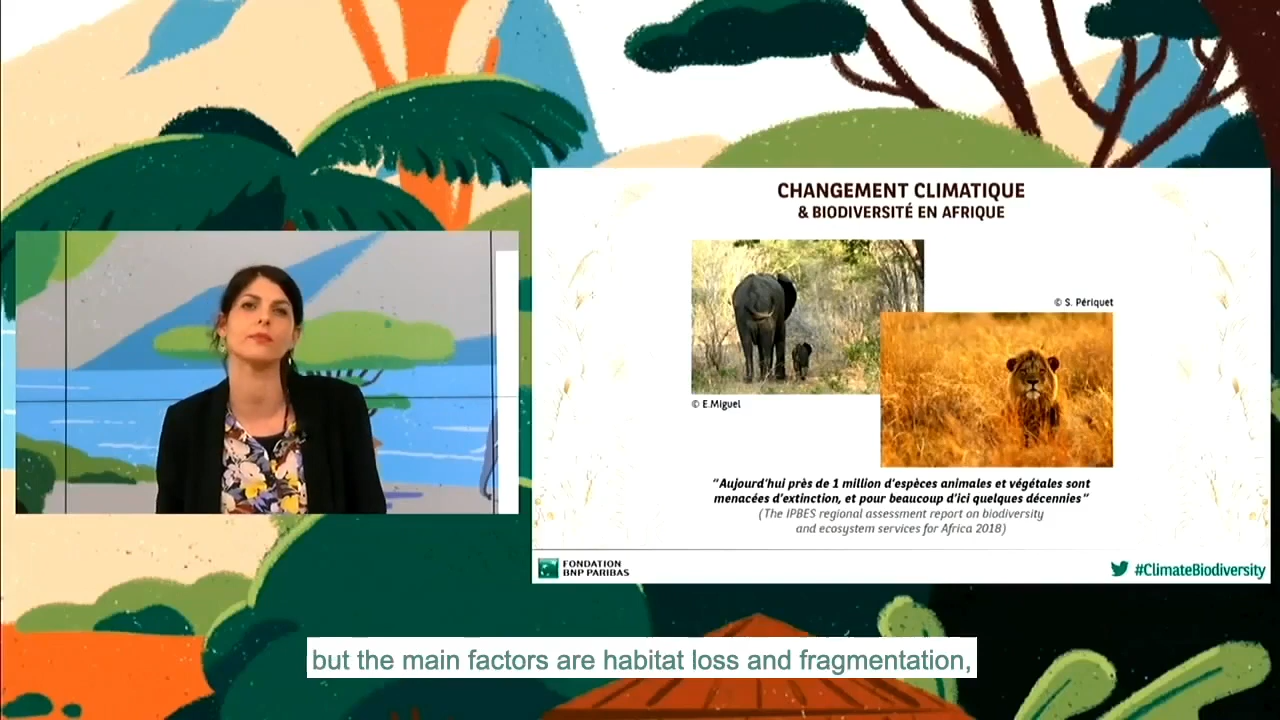 CHANGEMENT CLIMATIQUE
& BIODIVERSITÉ EN AFRIQUE
© S. Périquet
© E.Miguel
"Aujourd'hui près de 1 million d'espèces animales et végétales sont
menacées d'extinction, et pour beaucoup d'ici quelques décennies"
(The IPBES regional assessment report on biodiversity
and ecosystem services for Africa 2018)
FONDATION
BNP PARIBAS
#ClimateBiodiversity
but the main factors are habitat loss and fragmentation,